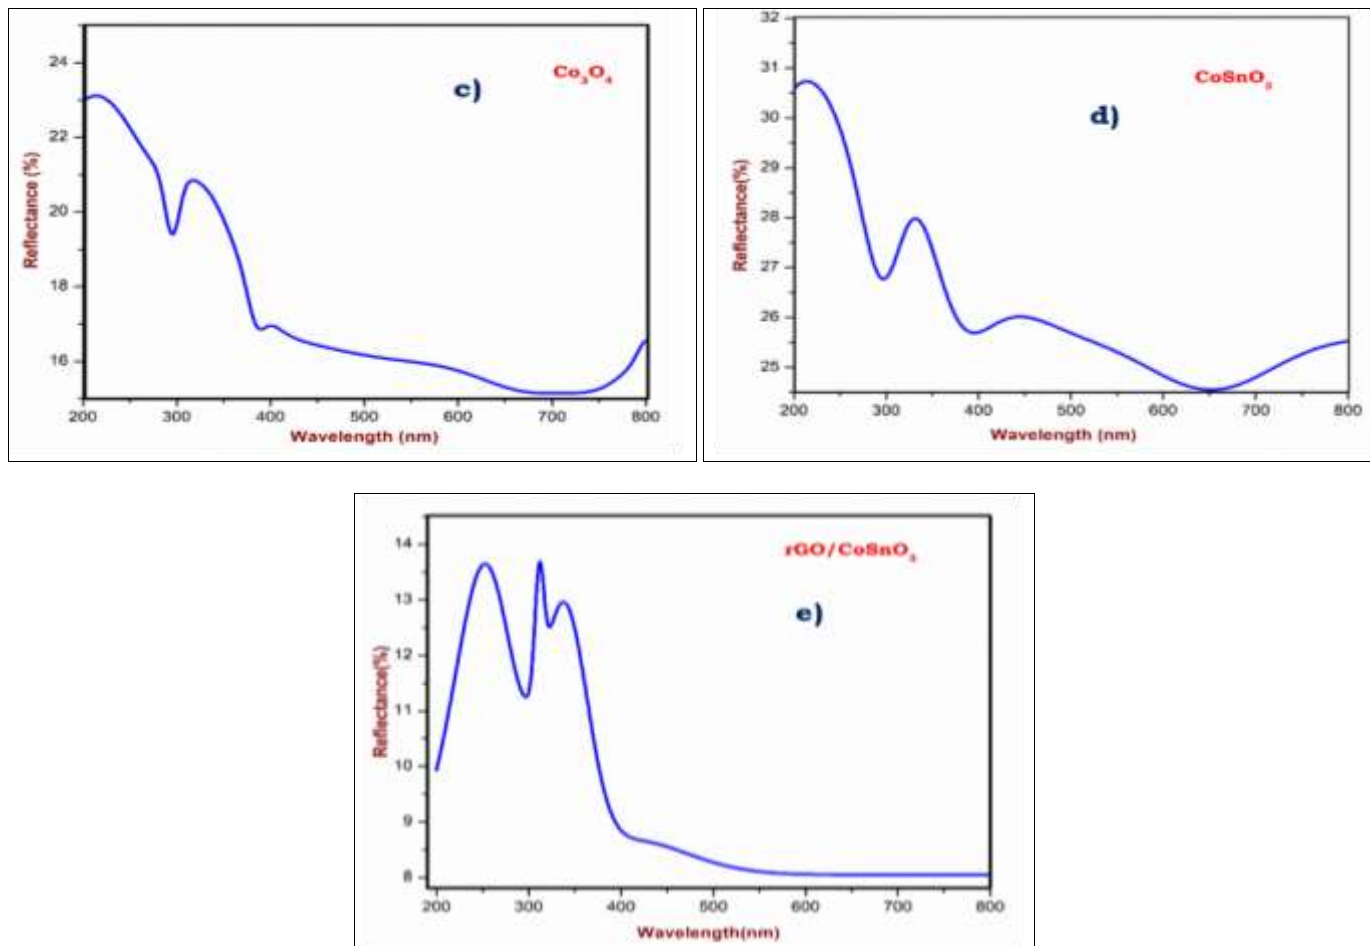 Co₃O₄
c)
24
22
20
18
16
Reflectance (%)
200 300 400 500 600 700 800
Wavelength (nm)
CoSnO₃
d)
32
31
30
29
28
27
26
25
Reflectance(%)
200 300 400 500 600 700 800
Wavelength (nm)
rGO/CoSnO₃
e)
14
13
12
11
10
9
8
Reflectance(%)
200 300 400 500 600 700 800
Wavelength(nm)